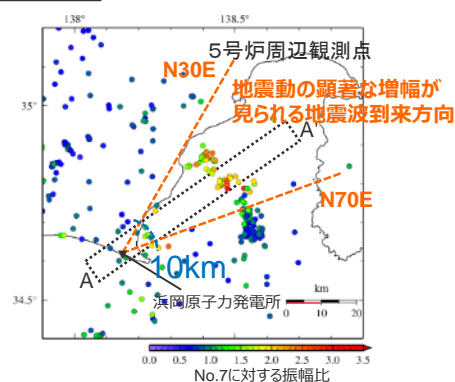 138°
138.5°
5号炉周辺観測点
N30E
地震動の顕著な増幅が
見られる地震波到来方向
35°
A
N70E
10km
A
浜岡原子力発電所
34.5°
km
0 10 20
0.0 0.5 1.0 1.5 2.0 2.5 3.0 3.5
No.7に対する振幅比